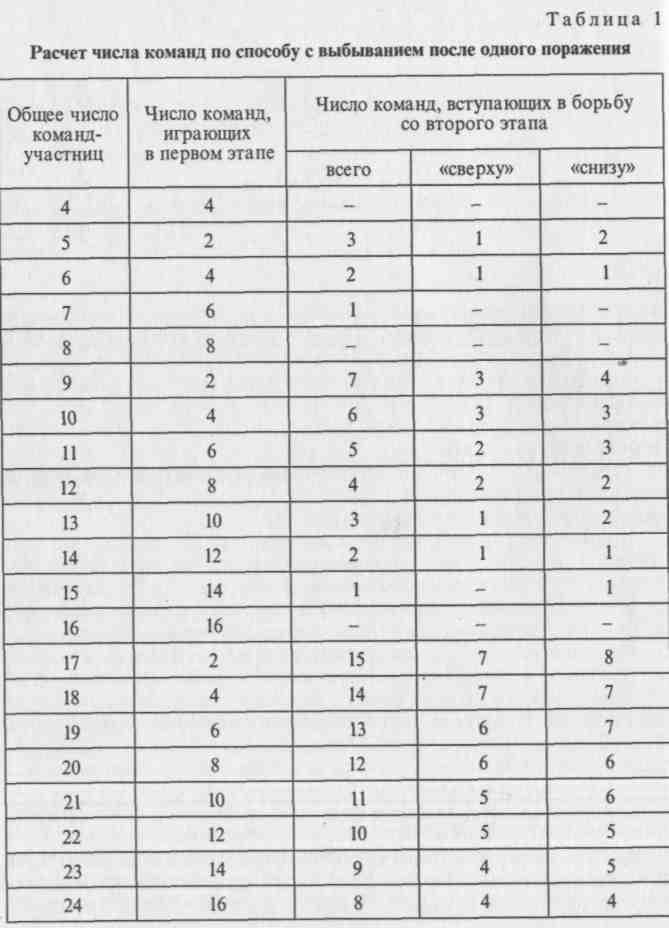 Таблица 1
Расчет числа команд по способу с выбыванием после одного поражения
Общее число команд-участниц | Число команд, играющих в первом этапе | Число команд, вступающих в борьбу со второго этапа
всего | «сверху» | «снизу»
4 | 4 | – | – | –
5 | 2 | 3 | 1 | 2
6 | 4 | 2 | 1 | 1
7 | 6 | 1 | – | –
8 | 8 | – | – | –
9 | 2 | 7 | 3 | 4
10 | 4 | 6 | 3 | 3
11 | 6 | 5 | 2 | 3
12 | 8 | 4 | 2 | 2
13 | 10 | 3 | 1 | 2
14 | 12 | 2 | 1 | 1
15 | 14 | 1 | – | 1
16 | 16 | – | – | –
17 | 2 | 15 | 7 | 8
18 | 4 | 14 | 7 | 7
19 | 6 | 13 | 6 | 7
20 | 8 | 12 | 6 | 6
21 | 10 | 11 | 5 | 6
22 | 12 | 10 | 5 | 5
23 | 14 | 9 | 4 | 5
24 | 16 | 8 | 4 | 4